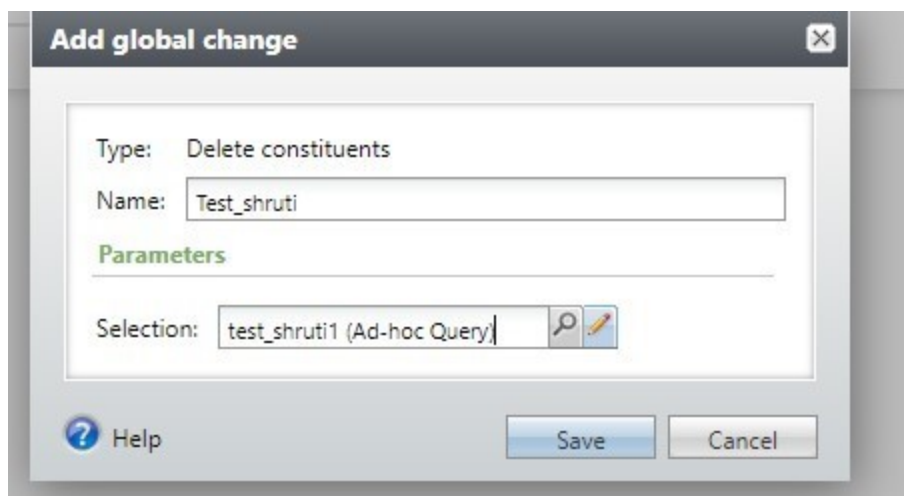 Add global change
Type: Delete constituents
Name: Test_shruti
Parameters
Selection: test_shruti1 (Ad-hoc Query)
Help Save Cancel